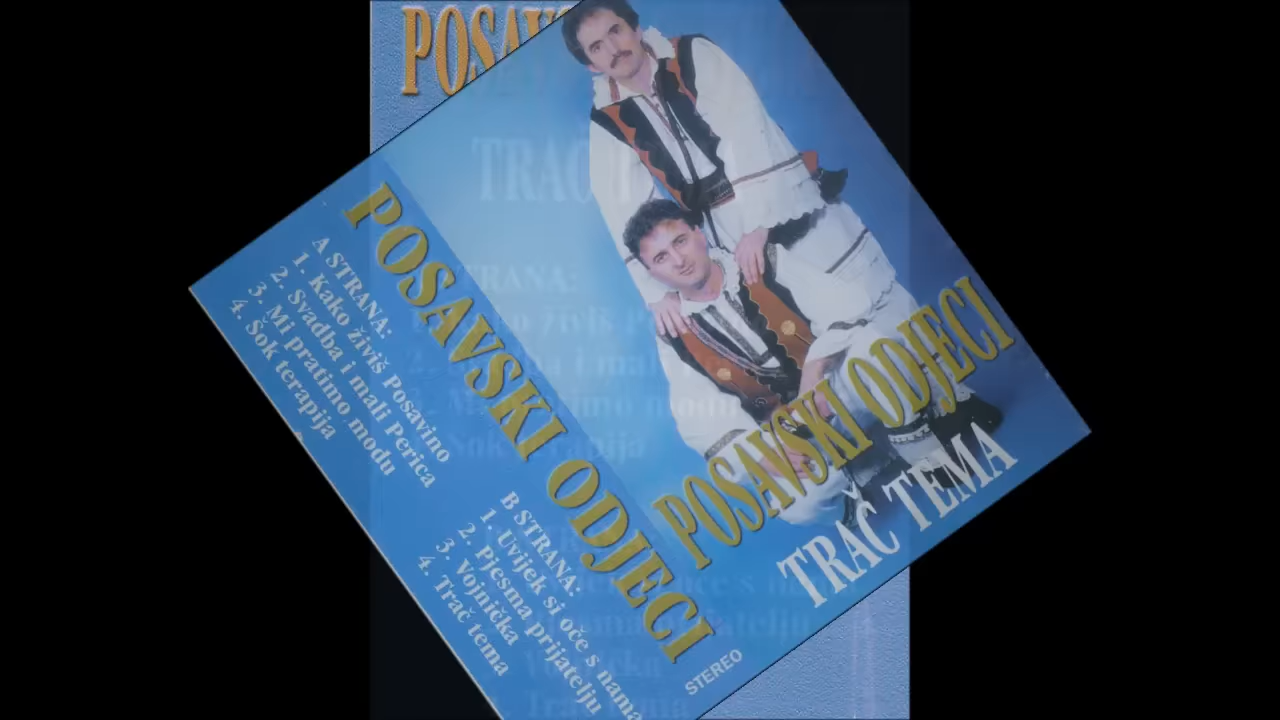 POSAVSKI ODJECI
A STRANA:
1. Kako živiš Posavino
2. Svadba i mali Perica
3. Mi pratimo modu
4. Sok terapija
B STRANA:
1. Uvijek si oče s nama
2. Pjesma prijatelju
3. Vojnička
4. Trač tema
STEREO
POSAVSKI ODJECI
TRAČ TEMA